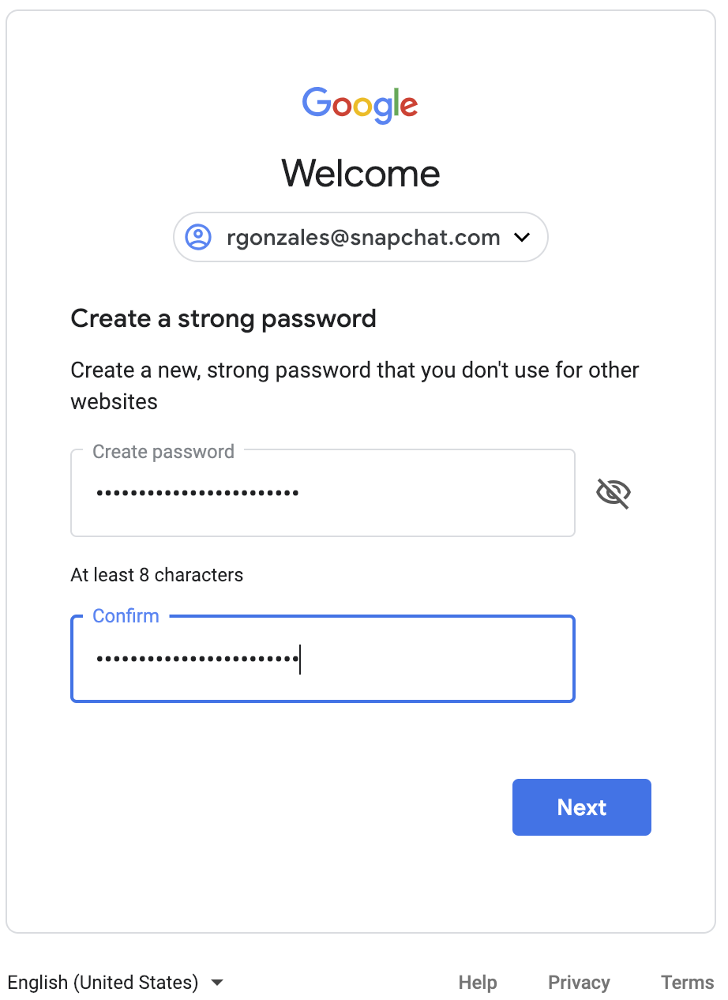 Google
Welcome
rgonzales@snapchat.com
Create a strong password
Create a new, strong password that you don't use for other
websites
Create password
••••••••••••••••••••••••
At least 8 characters
Confirm
••••••••••••••••••••••••
Next
English (United States)
Help Privacy Terms